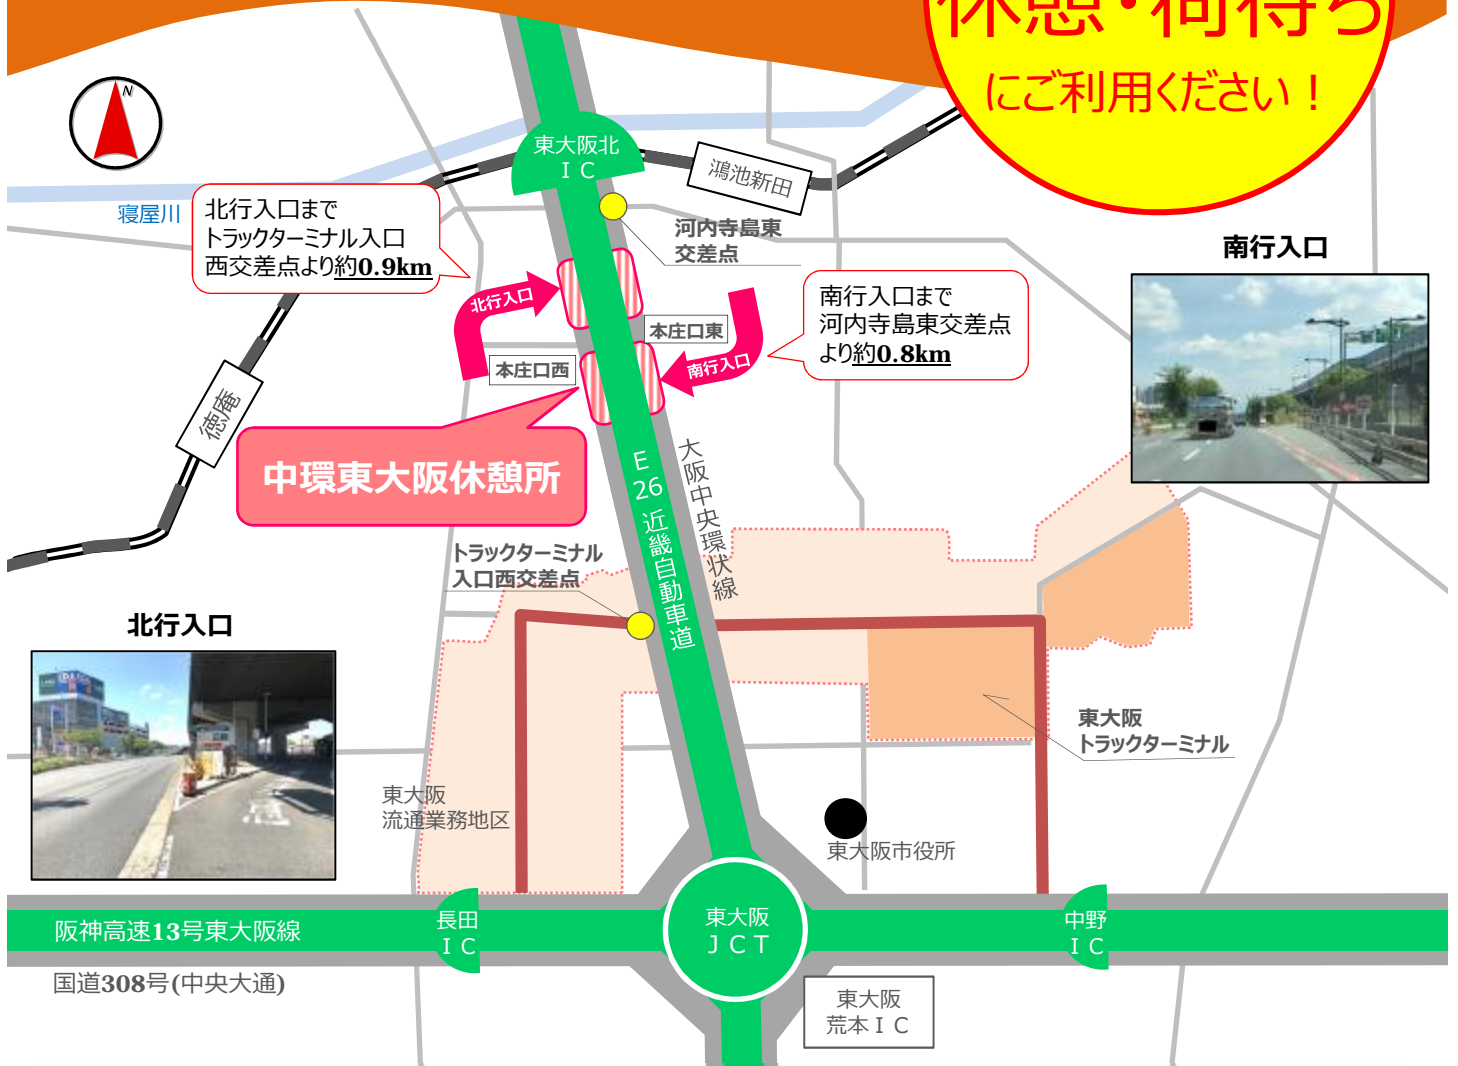 休憩・荷待ち
にご利用ください！
N
東大阪北
ＩＣ
鴻池新田
寝屋川
北行入口まで
トラックターミナル入口
西交差点より約0.9km
河内寺島東
交差点
南行入口
北行入口
本庄口東
南行入口まで
河内寺島東交差点
より約0.8km
本庄口西
南行入口
徳庵
中環東大阪休憩所
E
26
近畿自動車道
大阪中央環状線
トラックターミナル
入口西交差点
北行入口
東大阪
トラックターミナル
東大阪
流通業務地区
東大阪市役所
阪神高速13号東大阪線
長田
ＩＣ
東大阪
ＪＣＴ
中野
ＩＣ
国道308号(中央大通)
東大阪
荒本ＩＣ